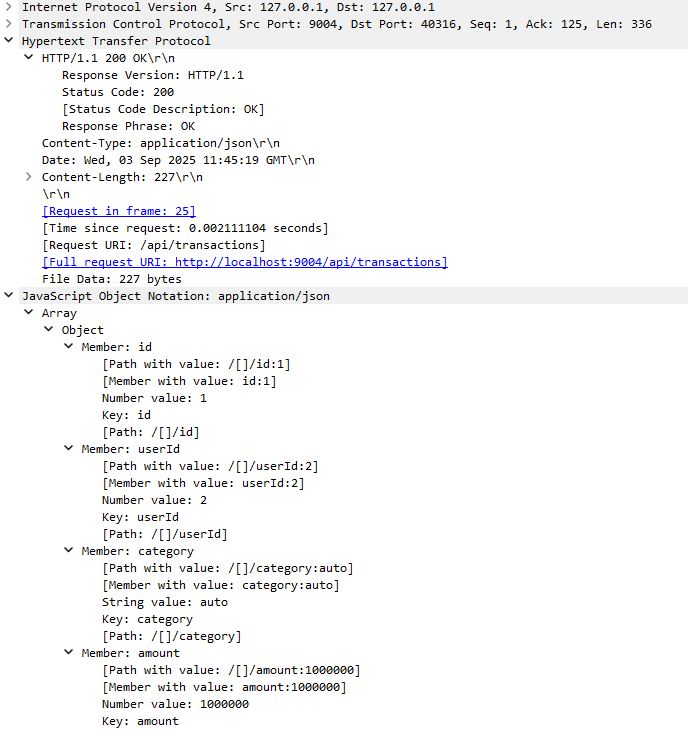 Internet Protocol Version 4, Src: 127.0.0.1, Dst: 127.0.0.1
Transmission Control Protocol, Src Port: 9004, Dst Port: 40316, Seq: 1, Ack: 125, Len: 336
Hypertext Transfer Protocol
HTTP/1.1 200 OK\r\n
Response Version: HTTP/1.1
Status Code: 200
[Status Code Description: OK]
Response Phrase: OK
Content-Type: application/json\r\n
Date: Wed, 03 Sep 2025 11:45:19 GMT\r\n
Content-Length: 227\r\n
\r\n
[Request in frame: 25]
[Time since request: 0.002111104 seconds]
[Request URI: /api/transactions]
[Full request URI: http://localhost:9004/api/transactions]
File Data: 227 bytes
JavaScript Object Notation: application/json
Array
Object
Member: id
[Path with value: /[]/id:1]
[Member with value: id:1]
Number value: 1
Key: id
[Path: /[]/id]
Member: userId
[Path with value: /[]/userId:2]
[Member with value: userId:2]
Number value: 2
Key: userId
[Path: /[]/userId]
Member: category
[Path with value: /[]/category:auto]
[Member with value: category:auto]
String value: auto
Key: category
[Path: /[]/category]
Member: amount
[Path with value: /[]/amount:1000000]
[Member with value: amount:1000000]
Number value: 1000000
Key: amount